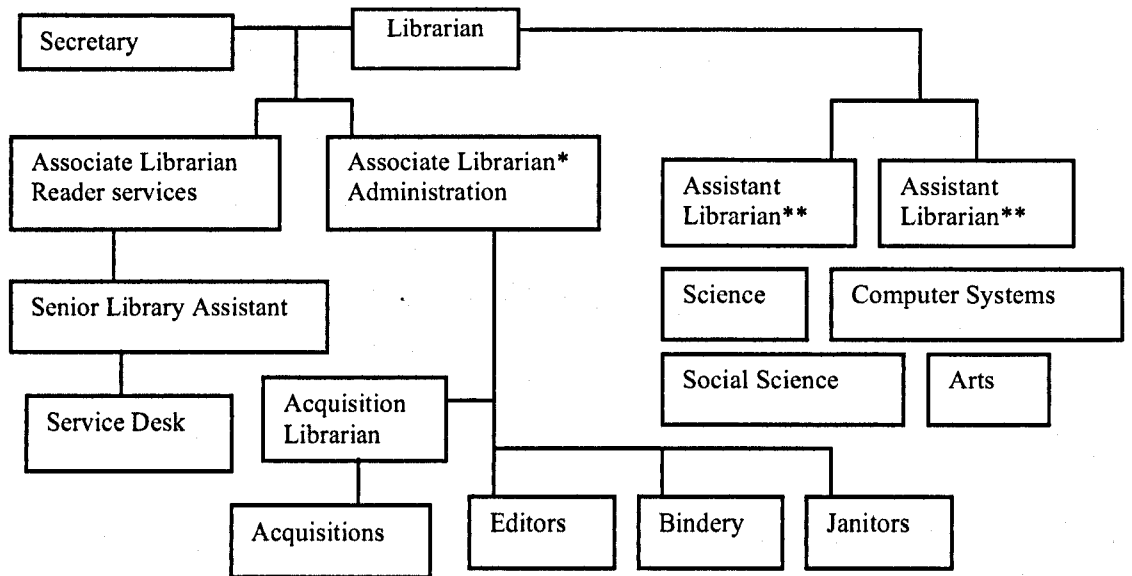 Secretary
Librarian
Associate Librarian
Reader services
Associate Librarian*
Administration
Assistant
Librarian**
Assistant
Librarian**
Senior Library Assistant
Science
Computer Systems
Social Science
Arts
Service Desk
Acquisition
Librarian
Acquisitions
Editors
Bindery
Janitors